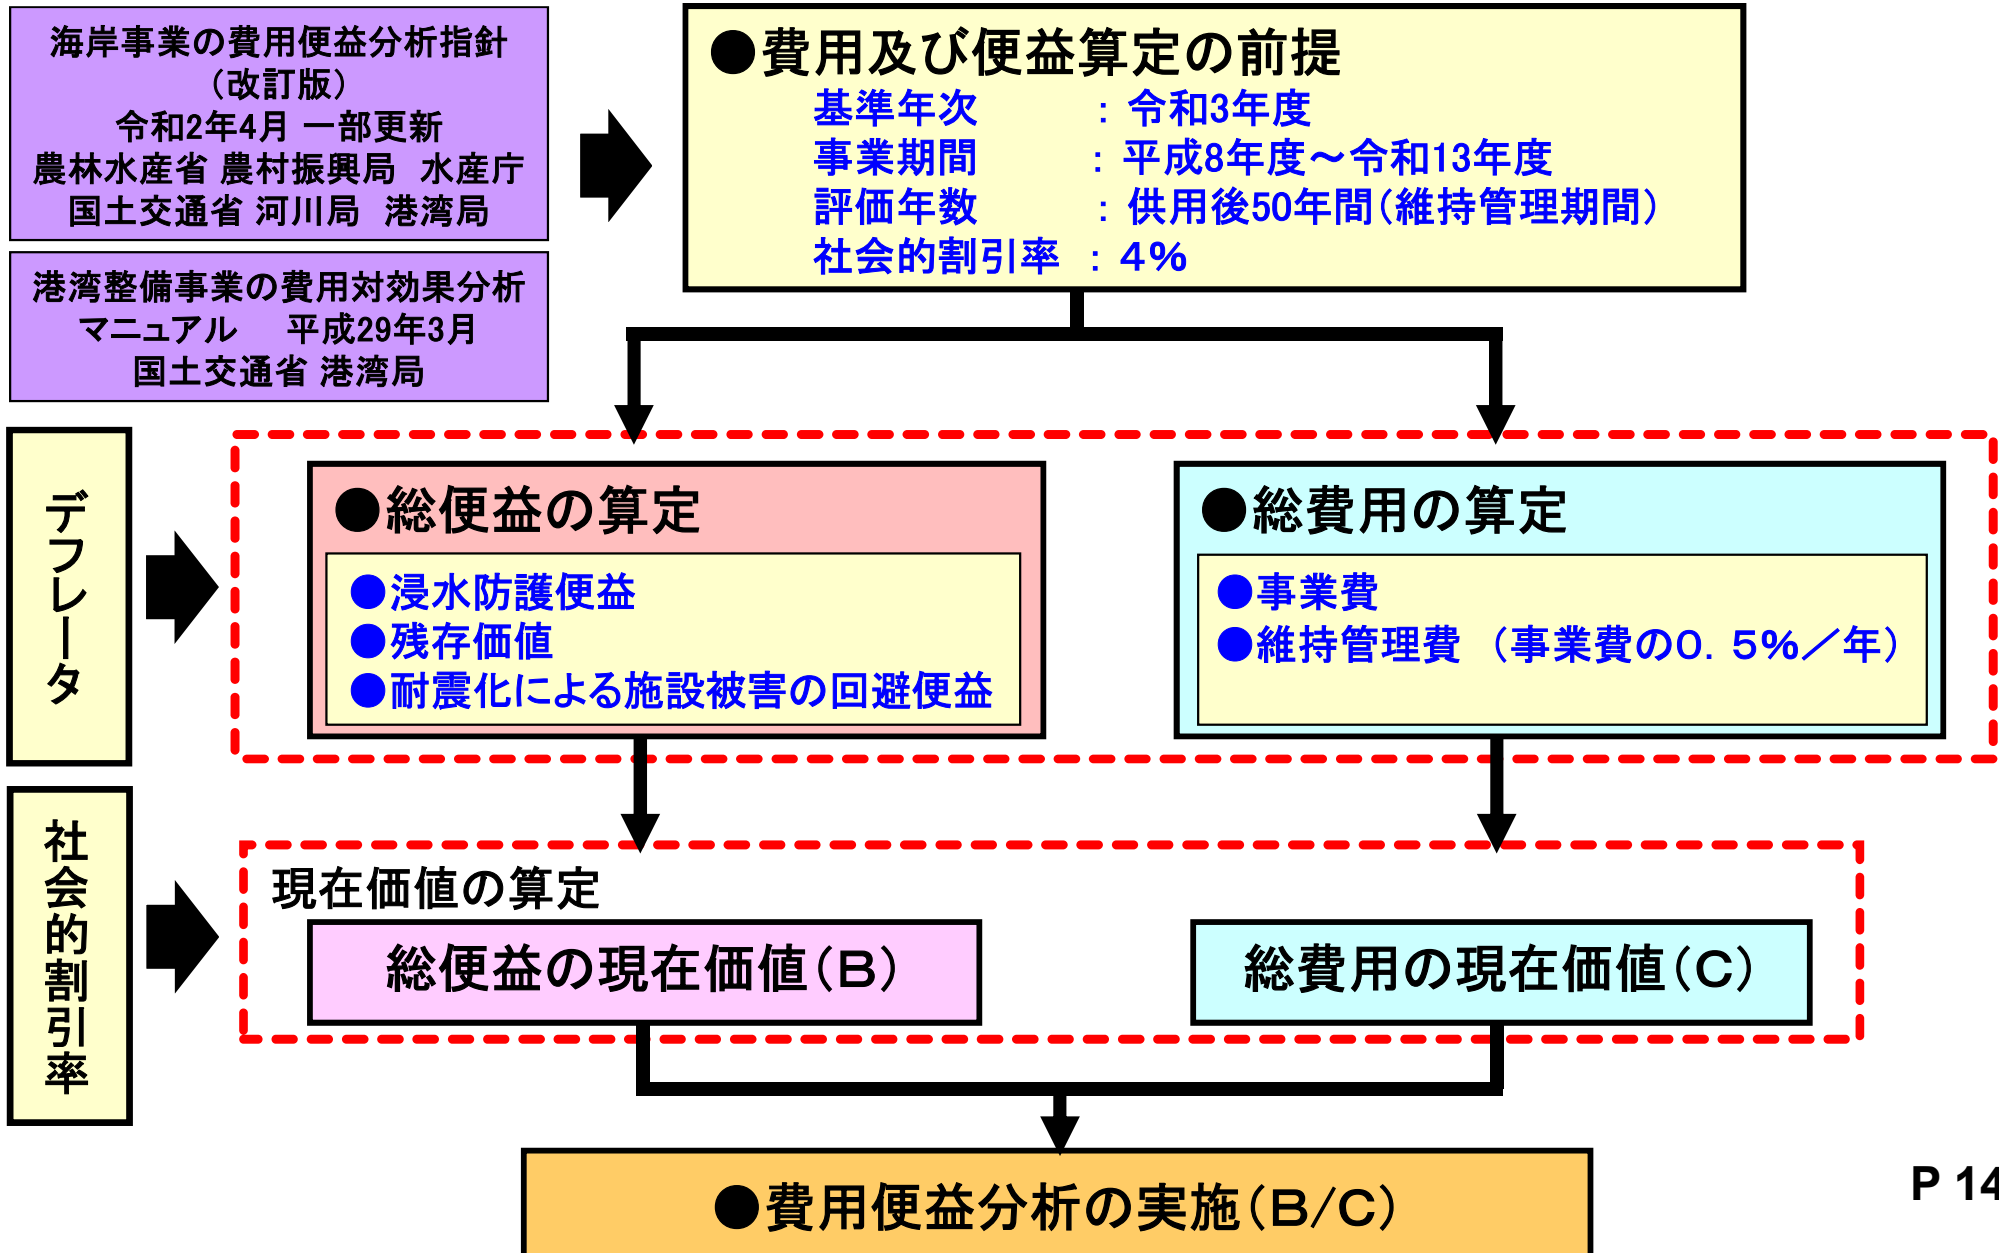 海岸事業の費用便益分析指針
（改訂版）
令和2年4月 一部更新
農林水産省 農村振興局　水産庁
国土交通省 河川局　港湾局
港湾整備事業の費用対効果分析
マニュアル　平成29年3月
国土交通省 港湾局
●費用及び便益算定の前提
基準年次　：令和3年度
事業期間　：平成8年度～令和13年度
評価年数　：供用後50年間（維持管理期間）
社会的割引率　：4％
デフレータ
●総便益の算定
●浸水防護便益
●残存価値
●耐震化による施設被害の回避便益
●総費用の算定
●事業費
●維持管理費　（事業費の０．５％／年）
社会的割引率
現在価値の算定
総便益の現在価値（Ｂ）
総費用の現在価値（Ｃ）
●費用便益分析の実施（Ｂ/Ｃ）
P 14